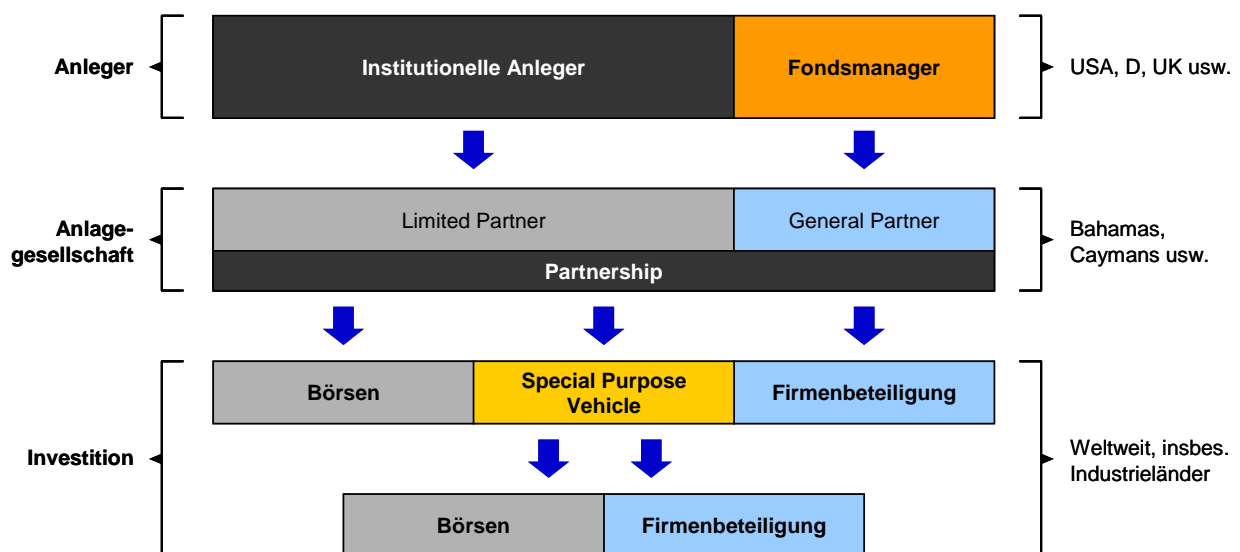 Anleger
Institutionelle Anleger
Fondsmanager
USA, D, UK usw.
Anlage-
gesellschaft
Limited Partner
General Partner
Partnership
Bahamas,
Caymans usw.
Investition
Börsen
Special Purpose
Vehicle
Firmenbeteiligung
Börsen
Firmenbeteiligung
Weltweit, insbes.
Industrieländer